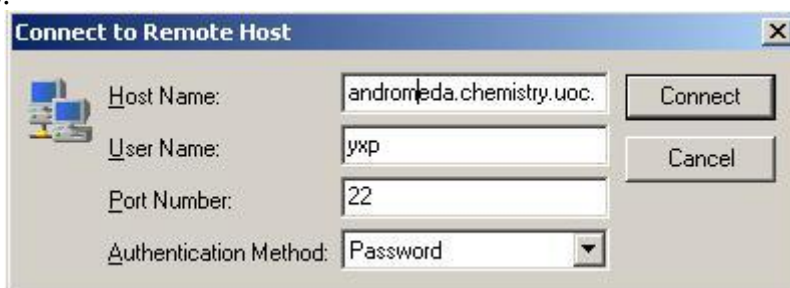 Connect to Remote Host
Host Name: andromeda.chemistry.uoc. Connect
User Name: yxp Cancel
Port Number: 22
Authentication Method: Password